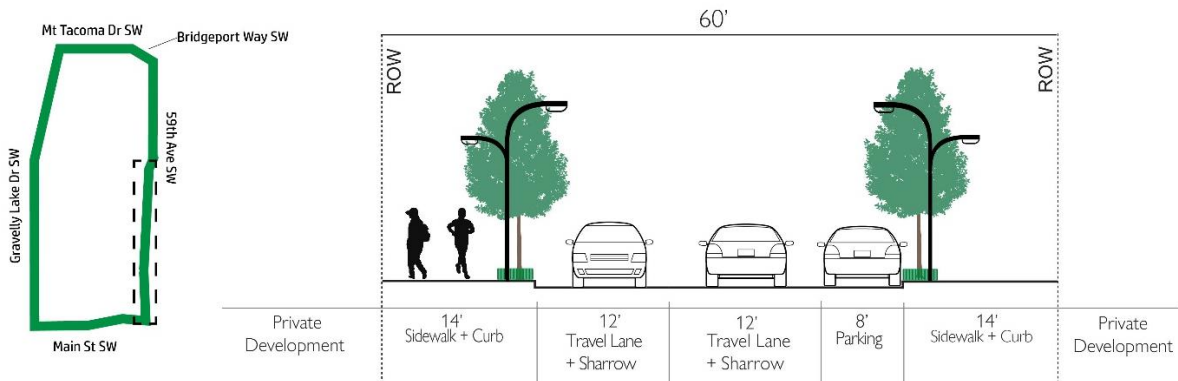 Mt Tacoma Dr SW
Bridgeport Way SW
59th Ave SW
Gravelly Lake Dr SW
Main St SW
60'
ROW
ROW
Private
Development
14'
Sidewalk + Curb
12'
Travel Lane
+ Sharrow
12'
Travel Lane
+ Sharrow
8'
Parking
14'
Sidewalk + Curb
Private
Development